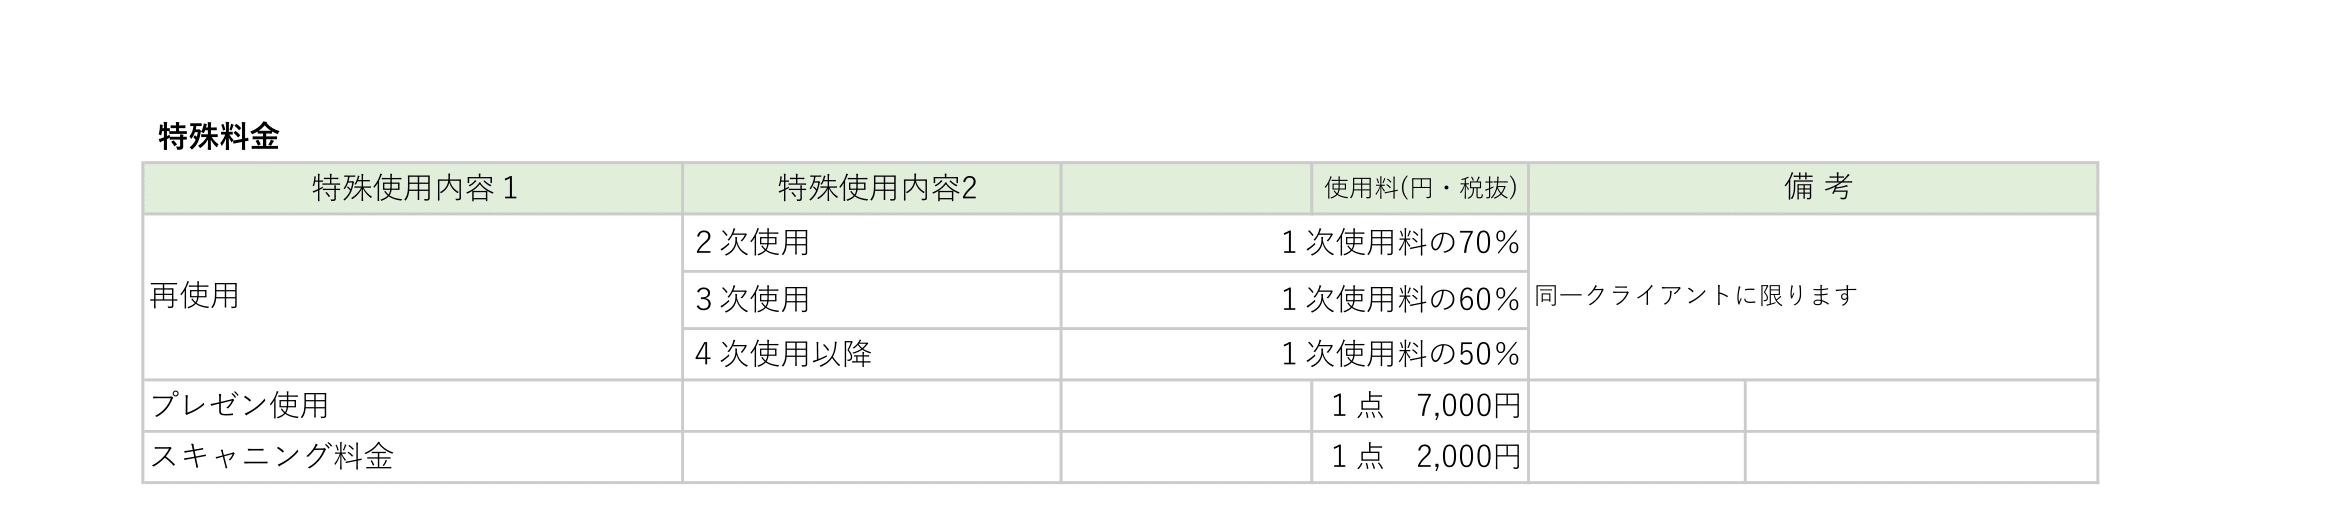 特殊料金
特殊使用内容１ 特殊使用内容2 使用料(円・税抜) 備 考
再使用
２次使用 １次使用料の70%
３次使用 １次使用料の60%
４次使用以降 １次使用料の50%
同一クライアントに限ります
プレゼン使用 １点　7,000円
スキャニング料金 １点　2,000円